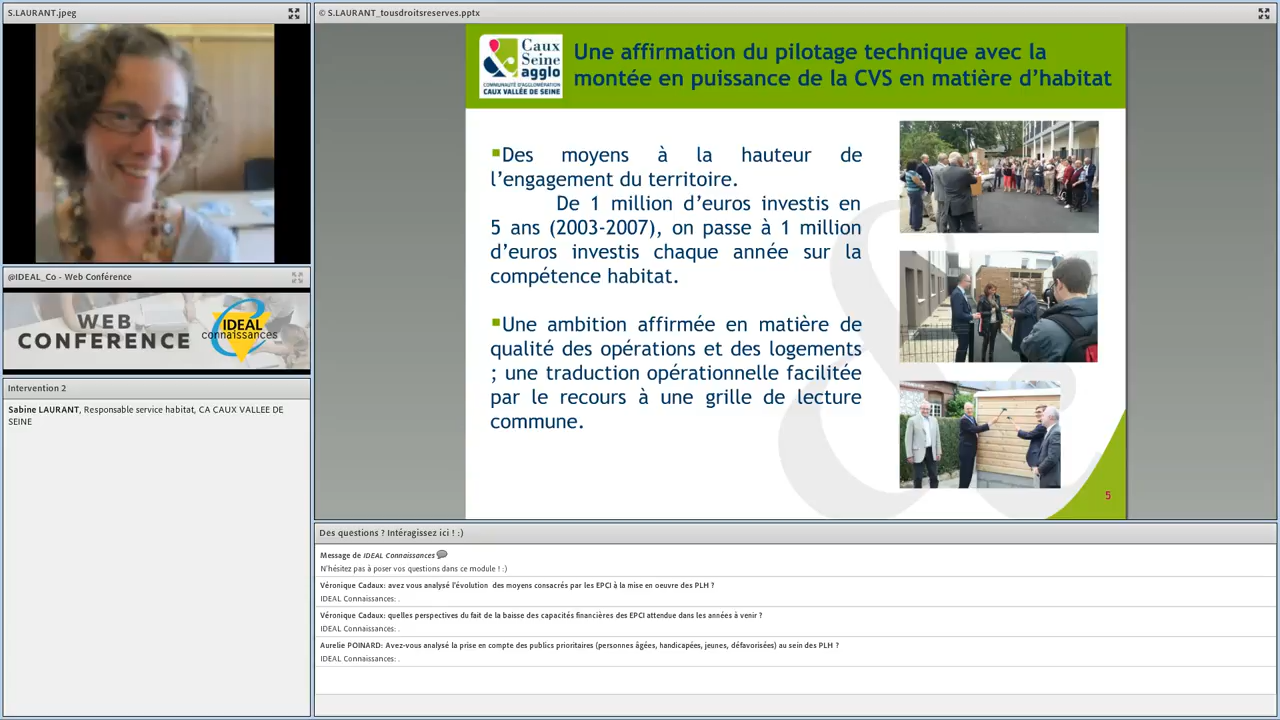 S.LAURANT.jpeg
© S.LAURANT_tousdroitsreserves.pptx
Caux
Seine
agglo
COMMUNAUTÉ D'AGGLOMÉRATION
CAUX VALLÉE DE SEINE
Une affirmation du pilotage technique avec la
montée en puissance de la CVS en matière d’habitat
Des moyens à la hauteur de
l’engagement du territoire.
De 1 million d’euros investis en
5 ans (2003-2007), on passe à 1 million
d’euros investis chaque année sur la
compétence habitat.
Une ambition affirmée en matière de
qualité des opérations et des logements
; une traduction opérationnelle facilitée
par le recours à une grille de lecture
commune.
5
@IDEAL_Co - Web Conférence
WEB
CONFERENCE
IDEAL
connaissances
Intervention 2
Sabine LAURANT, Responsable service habitat, CA CAUX VALLEE DE
SEINE
Des questions ? Intéragissez ici ! :)
Message de IDEAL Connaissances
N'hésitez pas à poser vos questions dans ce module ! :)
Véronique Cadaux: avez vous analysé l'évolution des moyens consacrés par les EPCI à la mise en oeuvre des PLH ?
IDEAL Connaissances: .
Véronique Cadaux: quelles perspectives du fait de la baisse des capacités financières des EPCI attendue dans les années à venir ?
IDEAL Connaissances: .
Aurelie POINARD: Avez-vous analysé la prise en compte des publics prioritaires (personnes âgées, handicapées, jeunes, défavorisées) au sein des PLH ?
IDEAL Connaissances: .